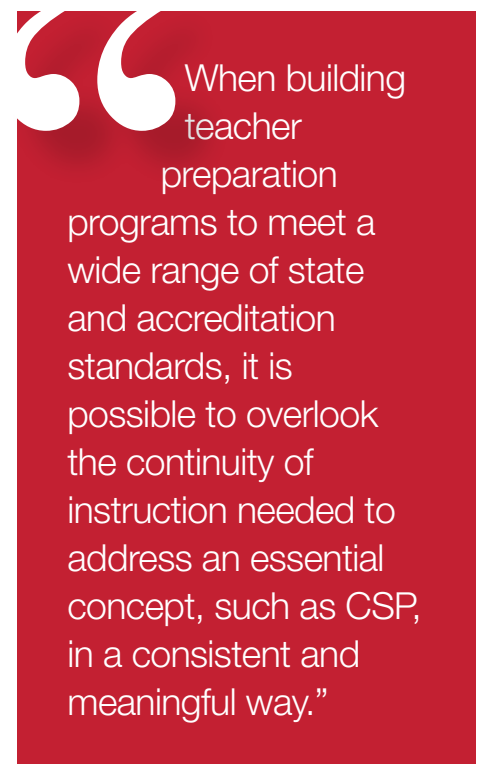 “When building
teacher
preparation
programs to meet a
wide range of state
and accreditation
standards, it is
possible to overlook
the continuity of
instruction needed to
address an essential
concept, such as CSP,
in a consistent and
meaningful way.”